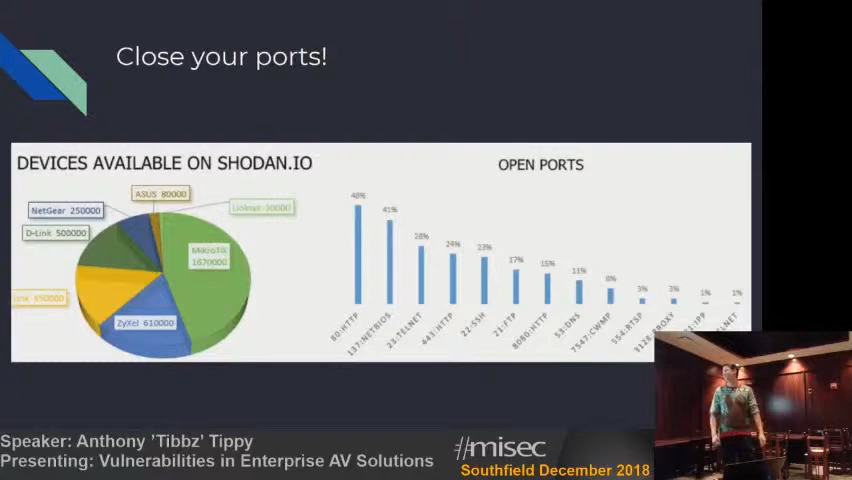 Close your ports!
DEVICES AVAILABLE ON SHODAN.IO
ASUS 80000
NetGear 250000
D-Link 500000
MikroTik
1670000
ZyXel 610000
OPEN PORTS
48%
41%
28%
24%
23%
17%
15%
11%
8%
3%
3%
1%
1%
80:HTTP
137:NETBIOS
23:TELNET
443:HTTP
22:SSH
21:FTP
8080:HTTP
53:DNS
7547:CWMP
554:RTSP
Speaker: Anthony 'Tibbz' Tippy
Presenting: Vulnerabilities in Enterprise AV Solutions
//misec
Southfield December 2018